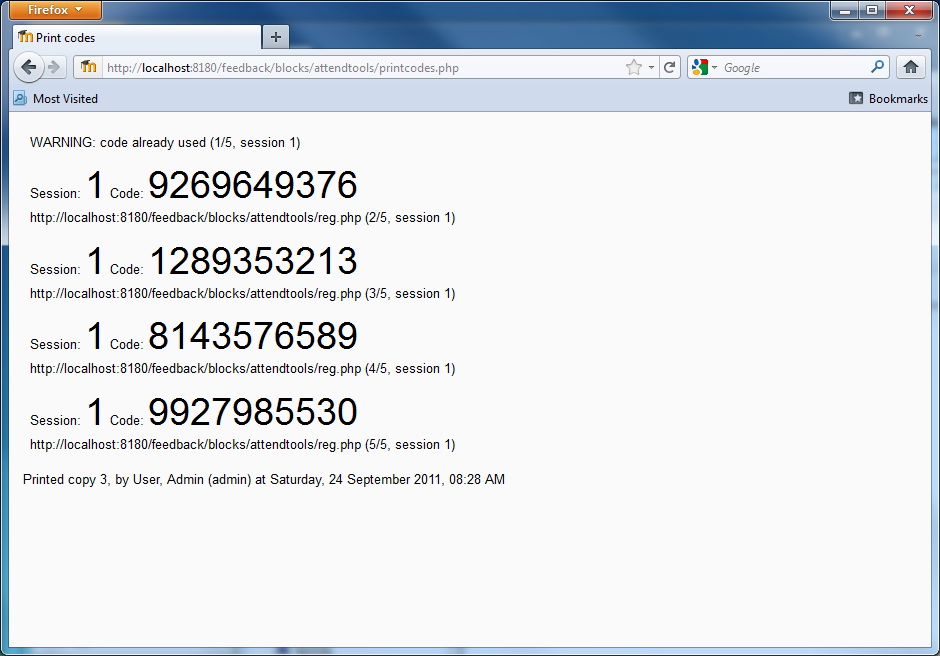 Firefox
Print codes
http://localhost:8180/feedback/blocks/attendtools/printcodes.php
Google
Most Visited
Bookmarks
WARNING: code already used (1/5, session 1)
Session: 1 Code: 9269649376
http://localhost:8180/feedback/blocks/attendtools/reg.php (2/5, session 1)
Session: 1 Code: 1289353213
http://localhost:8180/feedback/blocks/attendtools/reg.php (3/5, session 1)
Session: 1 Code: 8143576589
http://localhost:8180/feedback/blocks/attendtools/reg.php (4/5, session 1)
Session: 1 Code: 9927985530
http://localhost:8180/feedback/blocks/attendtools/reg.php (5/5, session 1)
Printed copy 3, by User, Admin (admin) at Saturday, 24 September 2011, 08:28 AM